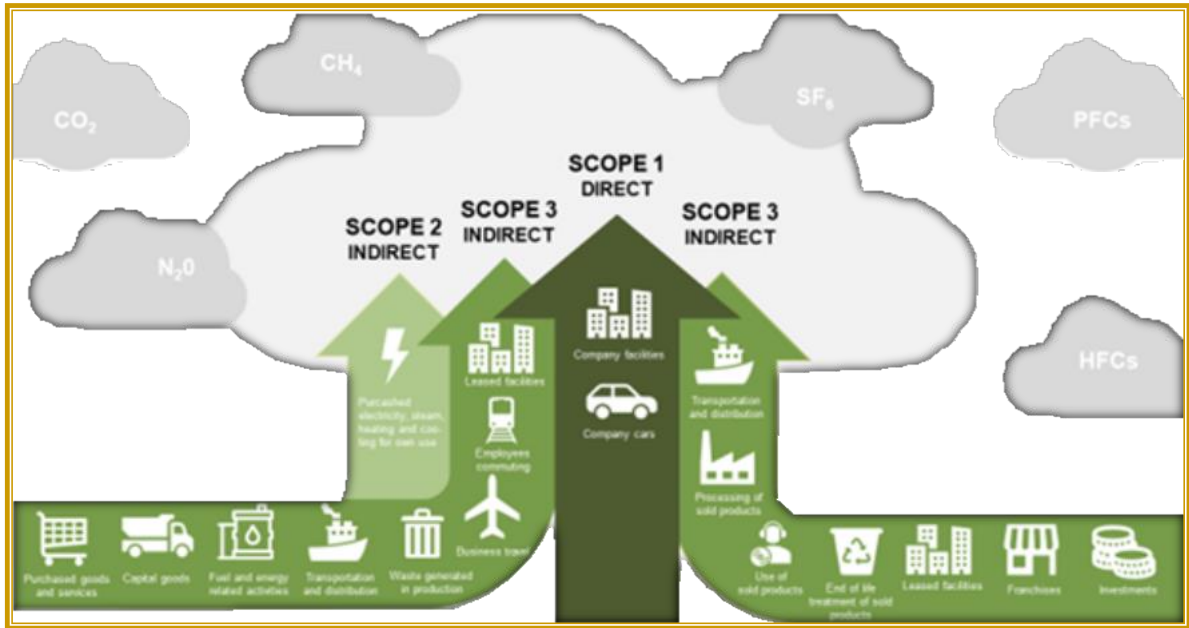 CH₄
CO₂
SF₆
PFCs
N₂0
HFCs
SCOPE 1
DIRECT
SCOPE 2
INDIRECT
SCOPE 3
INDIRECT
SCOPE 3
INDIRECT
Purcashed
electricity, steam,
heating and coo-
ling for own use
Leased facilities
Employees
commuting
Business travel
Company facilities
Company cars
Transportation
and distribution
Processing of
sold products
Purchased goods
and services
Capital goods
Fuel and energy
related activities
Transportation
and distribution
Waste generated
in production
Use of
sold products
End of life
treatment of sold
products
Leased facilities
Franchises
Investments